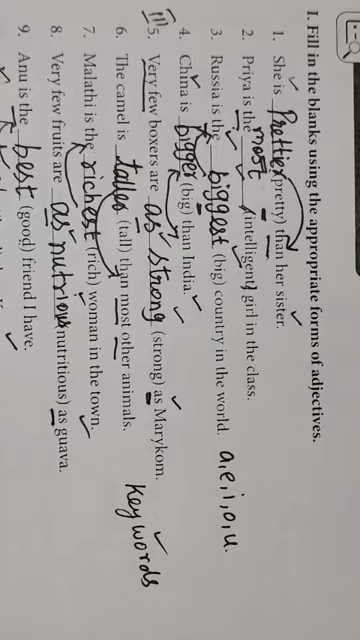 I. Fill in the blanks using the appropriate forms of adjectives.
1. She is Prettier (pretty) than her sister.
2. Priya is the most (intelligent) girl in the class.
3. Russia is the biggest (big) country in the world. a, e, i, o, u.
4. China is bigger (big) than India.
III 5. Very few boxers are as strong (strong) as Marykom.
6. The camel is taller (tall) than most other animals. Key words
7. Malathi is the richest (rich) woman in the town.
8. Very few fruits are as nutrious (nutritious) as guava.
9. Anu is the best (good) friend I have.